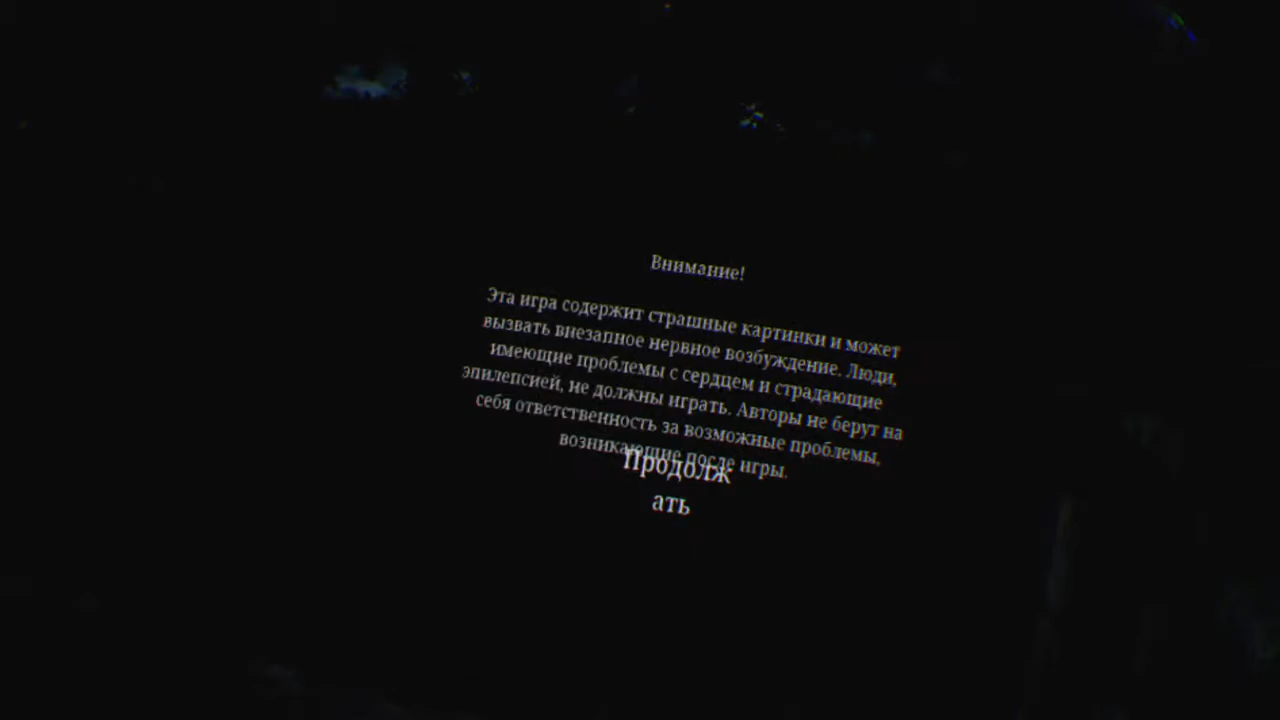 Внимание!
Эта игра содержит страшные картинки и может
вызвать внезапное нервное возбуждение. Люди,
имеющие проблемы с сердцем и страдающие
эпилепсией, не должны играть. Авторы не берут на
себя ответственность за возможные проблемы,
возникающие после игры.
Продолж
ать